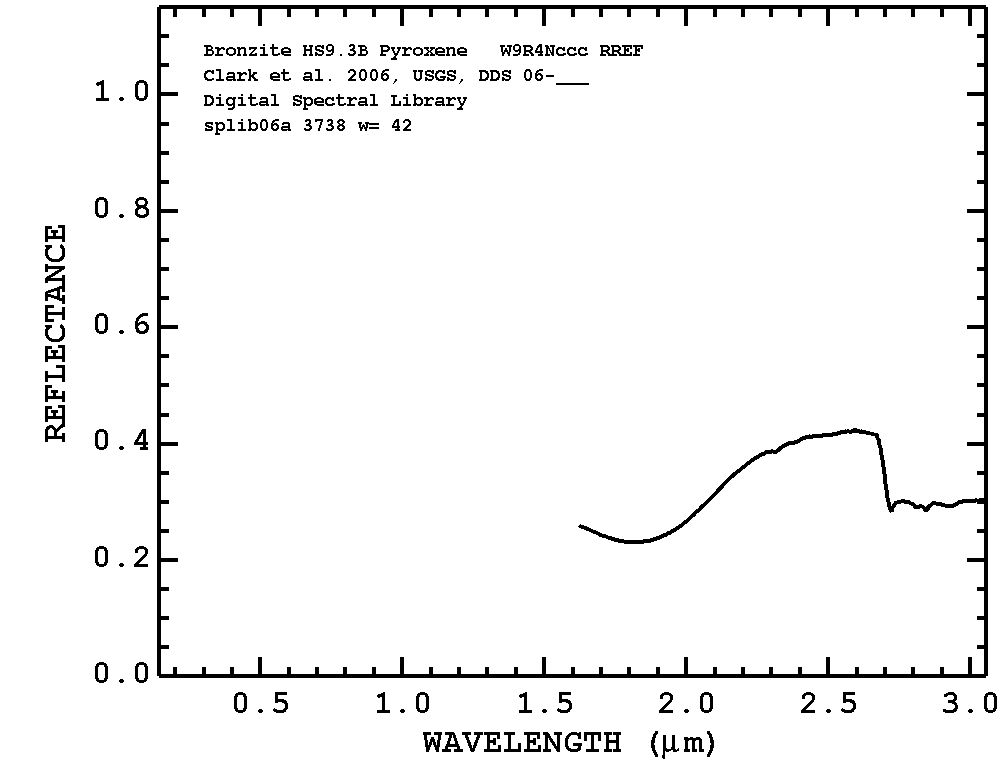 Bronzite HS9.3B Pyroxene W9R4Nccc RREF
Clark et al. 2006, USGS, DDS 06-___
Digital Spectral Library
splib06a 3738 w= 42
1.0
0.8
0.6
0.4
0.2
0.0
REFLECTANCE
0.5 1.0 1.5 2.0 2.5 3.0
WAVELENGTH (μm)